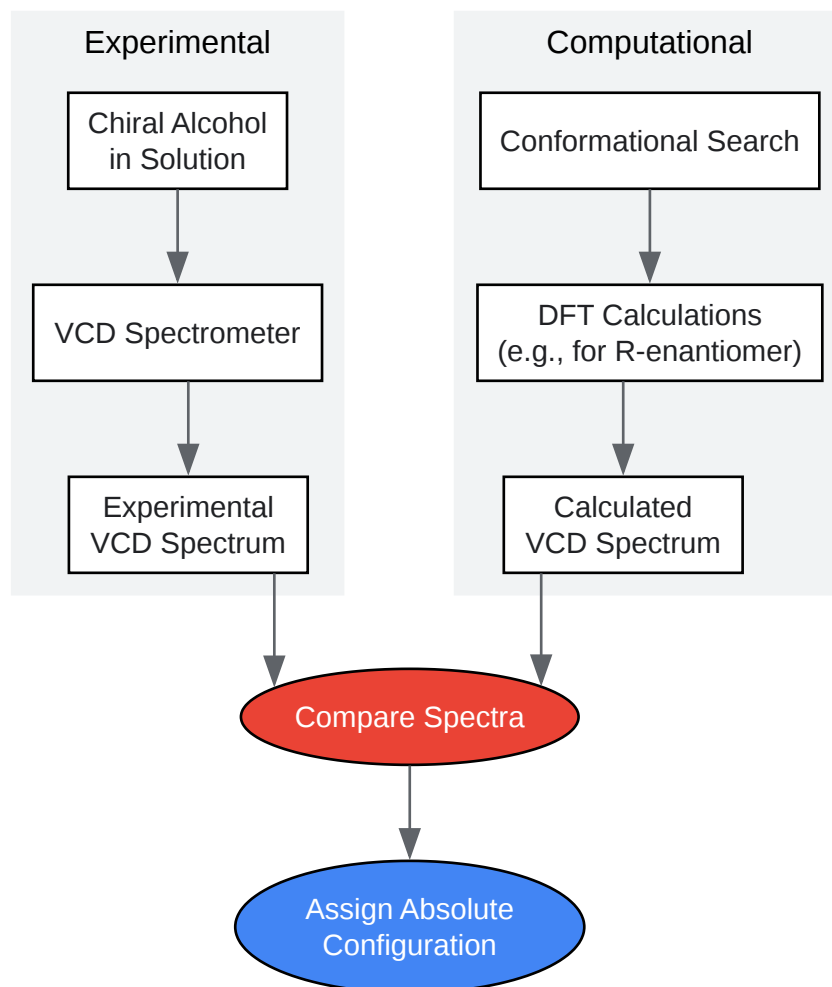 Experimental
Chiral Alcohol
in Solution
VCD Spectrometer
Experimental
VCD Spectrum
Computational
Conformational Search
DFT Calculations
(e.g., for R-enantiomer)
Calculated
VCD Spectrum
Compare Spectra
Assign Absolute
Configuration